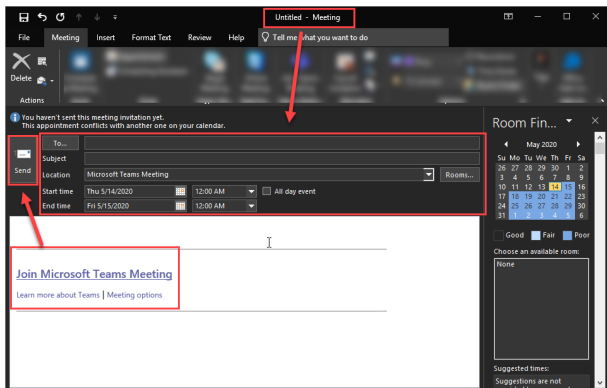 Untitled - Meeting
File Meeting Insert Format Text Review Help Tell me what you want to do
Delete
Actions
You haven't sent this meeting invitation yet.
This appointment conflicts with another one on your calendar.
Send
To...
Subject
Location Microsoft Teams Meeting Rooms...
Start time Thu 5/14/2020 12:00 AM All day event
End time Fri 5/15/2020 12:00 AM
Join Microsoft Teams Meeting
Learn more about Teams | Meeting options
Room Fin...
May 2020
Su Mo Tu We Th Fr Sa
26 27 28 29 30 1 2
3 4 5 6 7 8 9
10 11 12 13 14 15 16
17 18 19 20 21 22 23
24 25 26 27 28 29 30
31 1 2 3 4 5 6
Good Fair Poor
Choose an available room:
None
Suggested times:
Suggestions are not